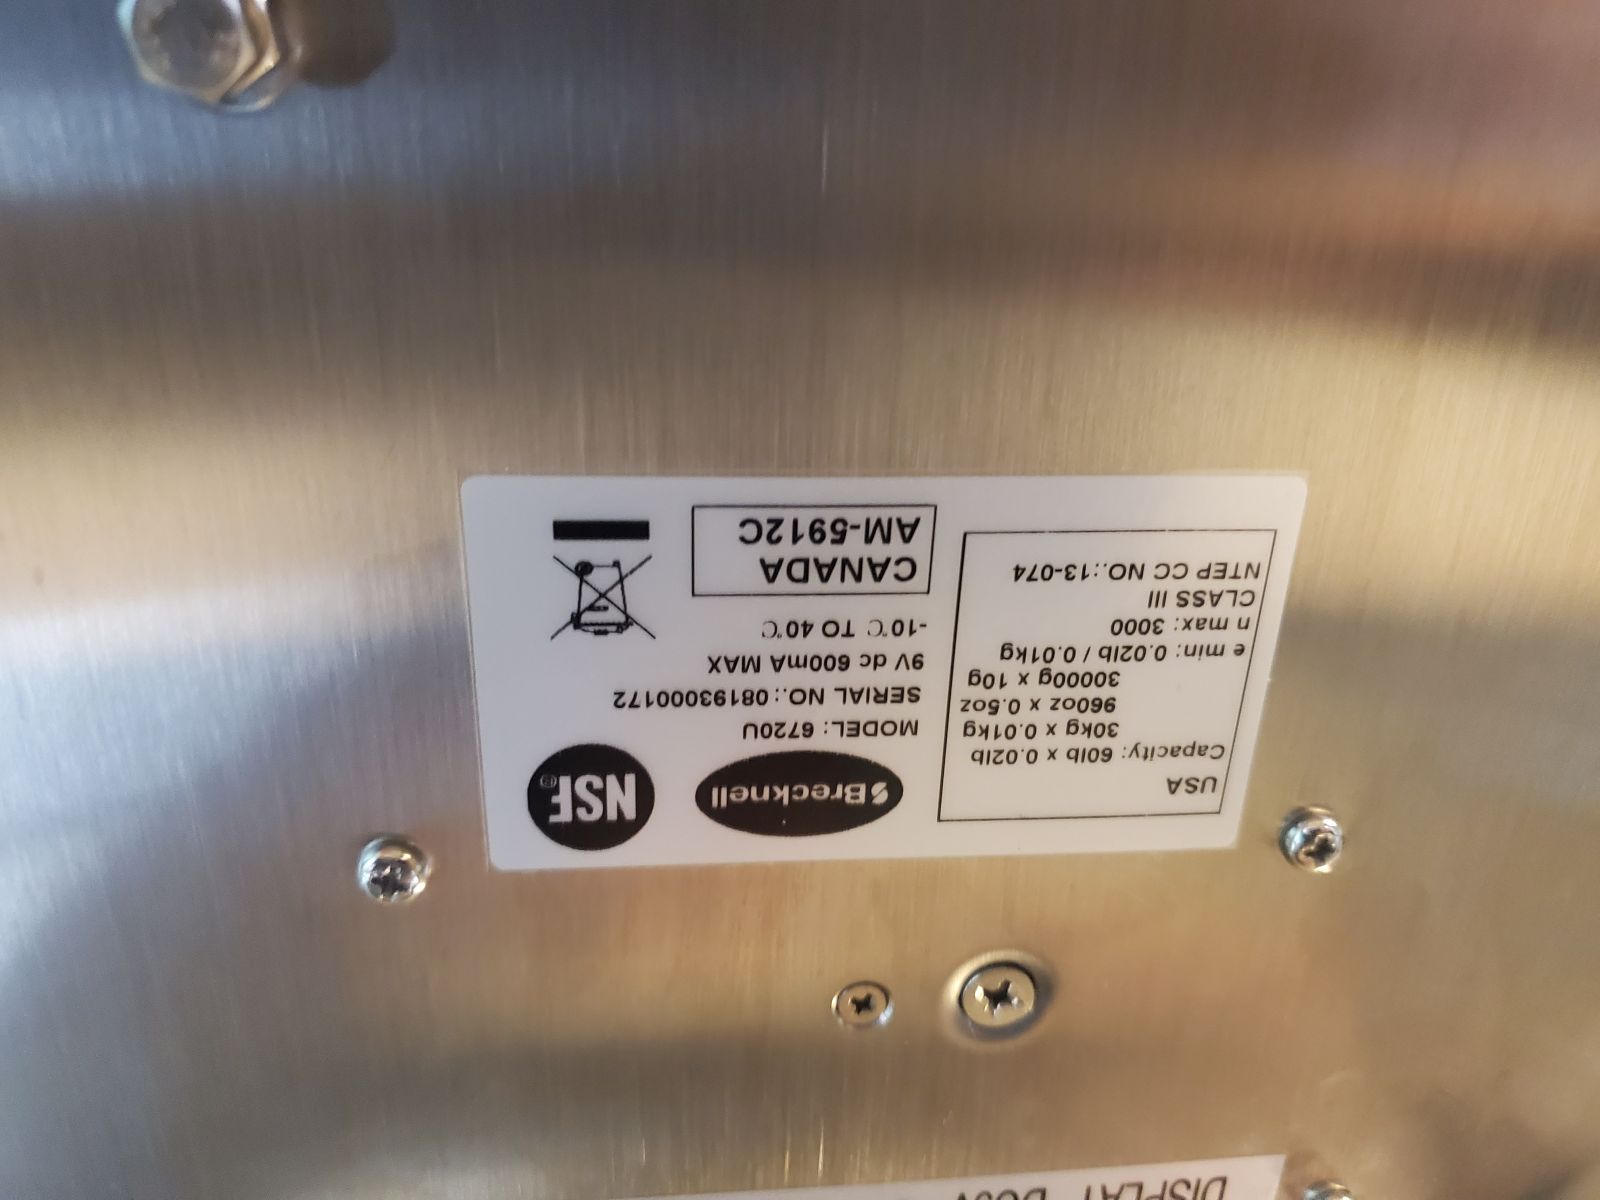 USA
Capacity: 60lb x 0.02lb
30kg x 0.01kg
960oz x 0.5oz
30000g x 10g
e min: 0.02lb / 0.01kg
n max: 3000
CLASS III
NTEP CC NO.:13-074
Brecknell
NSF®
MODEL: 6720U
SERIAL NO.: 08193000172
9V dc 600mA MAX
-10℃ TO 40℃
CANADA
AM-5912C
DISPLAY